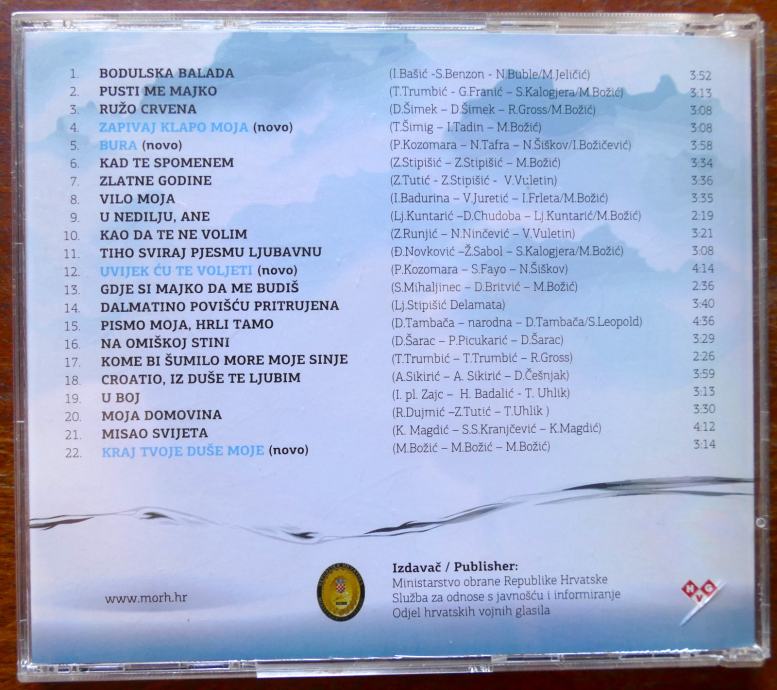 1. BODULSKA BALADA (I.Bašić -S.Benzon - N.Buble/M.Jeličić) 3:52
2. PUSTI ME MAJKO (T.Trumbić - G.Franić – S.Kalogjera/M.Božić) 3:13
3. RUŽO CRVENA (D.Šimek – D.Šimek - R.Gross/M.Božić) 3:08
4. ZAPIVAJ KLAPO MOJA (novo) (T.Šimig - I.Tadin – M.Božić) 3:08
5. BURA (novo) (P.Kozomara – N.Tafra – N.Šiškov/I.Božičević) 3:58
6. KAD TE SPOMENEM (Z.Stipišić – Z.Stipišić – M.Božić) 3:34
7. ZLATNE GODINE (Z.Tutić - Z.Stipišić - V.Vuletin) 3:36
8. VILO MOJA (I.Badurina – V.Juretić – I.Frleta/M.Božić) 3:35
9. U NEDILJU, ANE (Lj.Kuntarić –D.Chudoba – Lj.Kuntarić/M.Božić) 2:19
10. KAO DA TE NE VOLIM (Z.Runjić – N.Ninčević – V.Vuletin) 3:21
11. TIHO SVIRAJ PJESMU LJUBAVNU (Đ.Novković –Ž.Sabol – S.Kalogjera/M.Božić) 3:08
12. UVIJEK ĆU TE VOLJETI (novo) (P.Kozomara – S.Fayo – N.Šiškov) 4:14
13. GDJE SI MAJKO DA ME BUDIŠ (S.Mihaljinec – D.Britvić – M.Božić) 2:36
14. DALMATINO POVIŠĆU PRITRUJENA (Lj.Stipišić Delamata) 3:40
15. PISMO MOJA, HRLI TAMO (D.Tambača – narodna – D.Tambača/S.Leopold) 4:36
16. NA OMIŠKOJ STINI (D.Šarac – P.Picukarić – D.Šarac) 3:29
17. KOME BI ŠUMILO MORE MOJE SINJE (T.Trumbić – T.Trumbić – R.Gross) 2:26
18. CROATIO, IZ DUŠE TE LJUBIM (A.Sikirić – A. Sikirić – D.Češnjak) 3:59
19. U BOJ (I. pl. Zajc – H. Badalić - T. Uhlik) 3:13
20. MOJA DOMOVINA (R.Dujmić –Z.Tutić – T.Uhlik ) 3:30
21. MISAO SVIJETA (K. Magdić – S.S.Kranjčević – K.Magdić) 4:12
22. KRAJ TVOJE DUŠE MOJE (novo) (M.Božić – M.Božić – M.Božić) 3:14
Izdavač / Publisher:
Ministarstvo obrane Republike Hrvatske
Služba za odnose s javnošću i informiranje
Odjel hrvatskih vojnih glasila
www.morh.hr
HVG